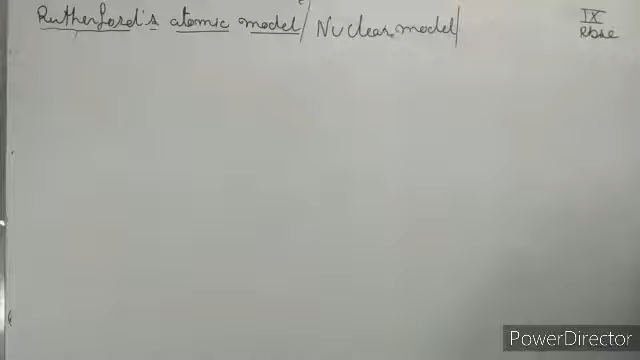 Rutherford's atomic model / Nuclear model /
IX
Rbse
PowerDirector